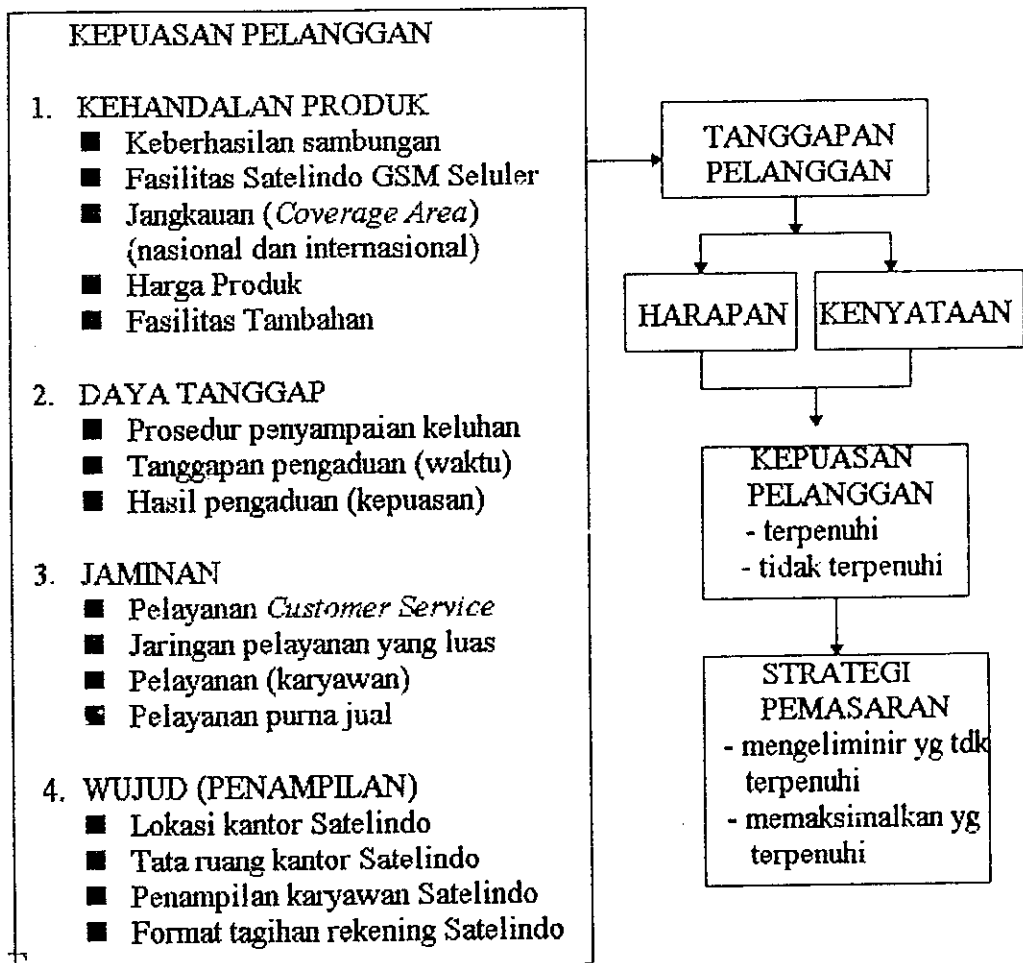 KEPUASAN PELANGGAN
1. KEHANDALAN PRODUK
■ Keberhasilan sambungan
■ Fasilitas Satelindo GSM Seluler
■ Jangkauan (Coverage Area)
(nasional dan internasional)
■ Harga Produk
■ Fasilitas Tambahan
2. DAYA TANGGAP
■ Prosedur penyampaian keluhan
■ Tanggapan pengaduan (waktu)
■ Hasil pengaduan (kepuasan)
3. JAMINAN
■ Pelayanan Customer Service
■ Jaringan pelayanan yang luas
■ Pelayanan (karyawan)
■ Pelayanan purna jual
4. WUJUD (PENAMPILAN)
■ Lokasi kantor Satelindo
■ Tata ruang kantor Satelindo
■ Penampilan karyawan Satelindo
■ Format tagihan rekening Satelindo
TANGGAPAN
PELANGGAN
HARAPAN
KENYATAAN
KEPUASAN
PELANGGAN
- terpenuhi
- tidak terpenuhi
STRATEGI
PEMASARAN
- mengeliminir yg tdk
terpenuhi
- memaksimalkan yg
terpenuhi